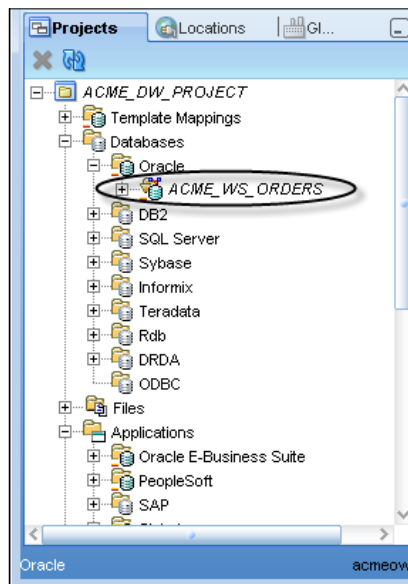 Projects Locations Gl...
ACME_DW_PROJECT
Template Mappings
Databases
Oracle
ACME_WS_ORDERS
DB2
SQL Server
Sybase
Informix
Teradata
Rdb
DRDA
ODBC
Files
Applications
Oracle E-Business Suite
PeopleSoft
SAP
Oracle acmeow